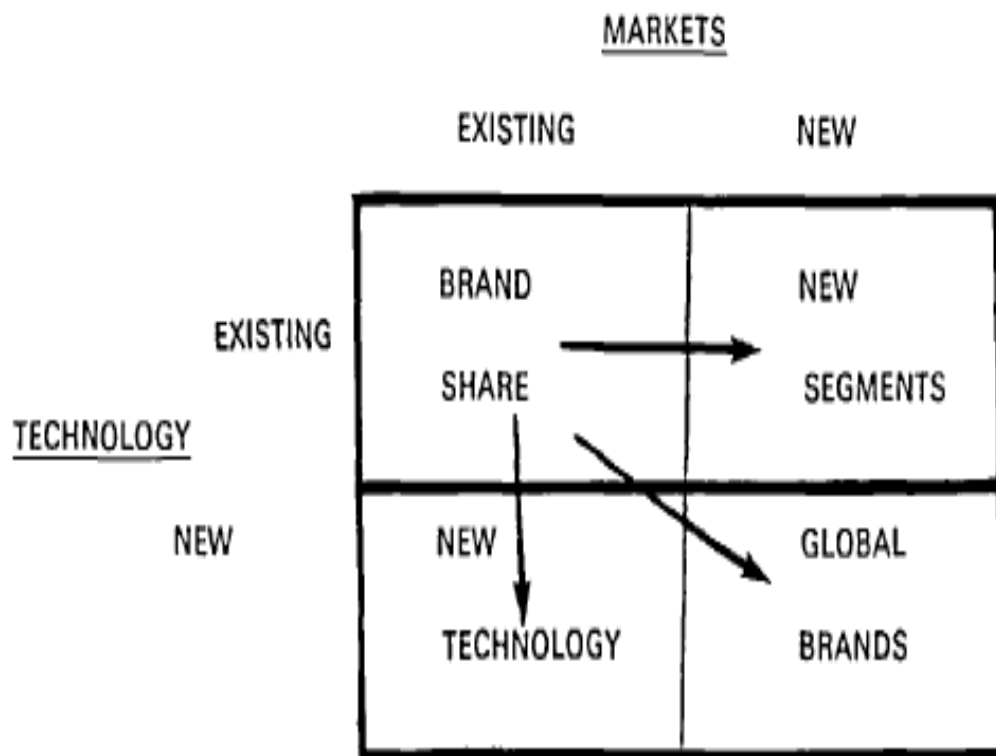 MARKETS
EXISTING NEW
BRAND NEW
EXISTING
SHARE SEGMENTS
TECHNOLOGY
NEW NEW GLOBAL
TECHNOLOGY BRANDS